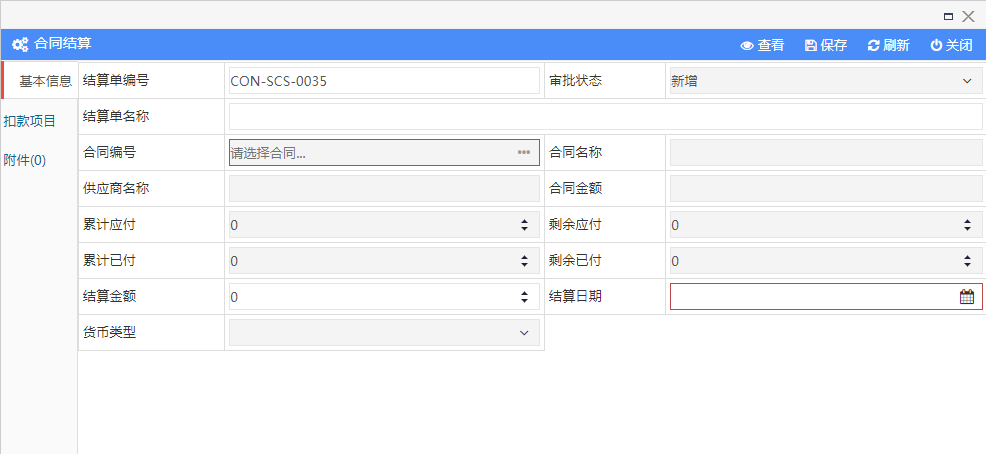 合同结算
查看 保存 刷新 关闭
基本信息
扣款项目
附件(0)
结算单编号 CON-SCS-0035 审批状态 新增
结算单名称
合同编号 请选择合同... 合同名称
供应商名称 合同金额
累计应付 0 剩余应付 0
累计已付 0 剩余已付 0
结算金额 0 结算日期
货币类型